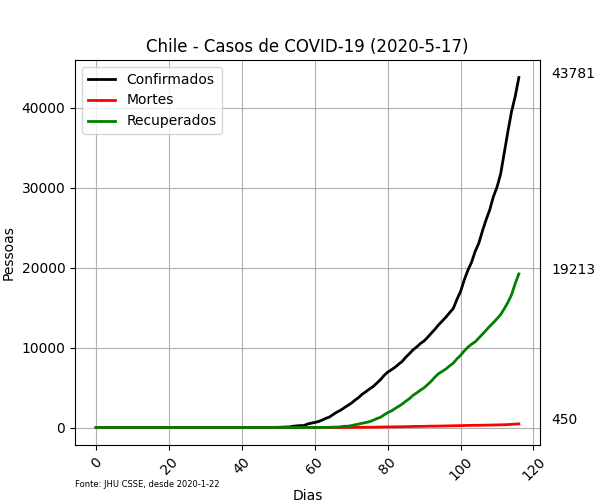 Chile - Casos de COVID-19 (2020-5-17)
Confirmados
Mortes
Recuperados
43781
19213
450
Pessoas
40000
30000
20000
10000
0
0
20
40
60
80
100
120
Dias
Fonte: JHU CSSE, desde 2020-1-22